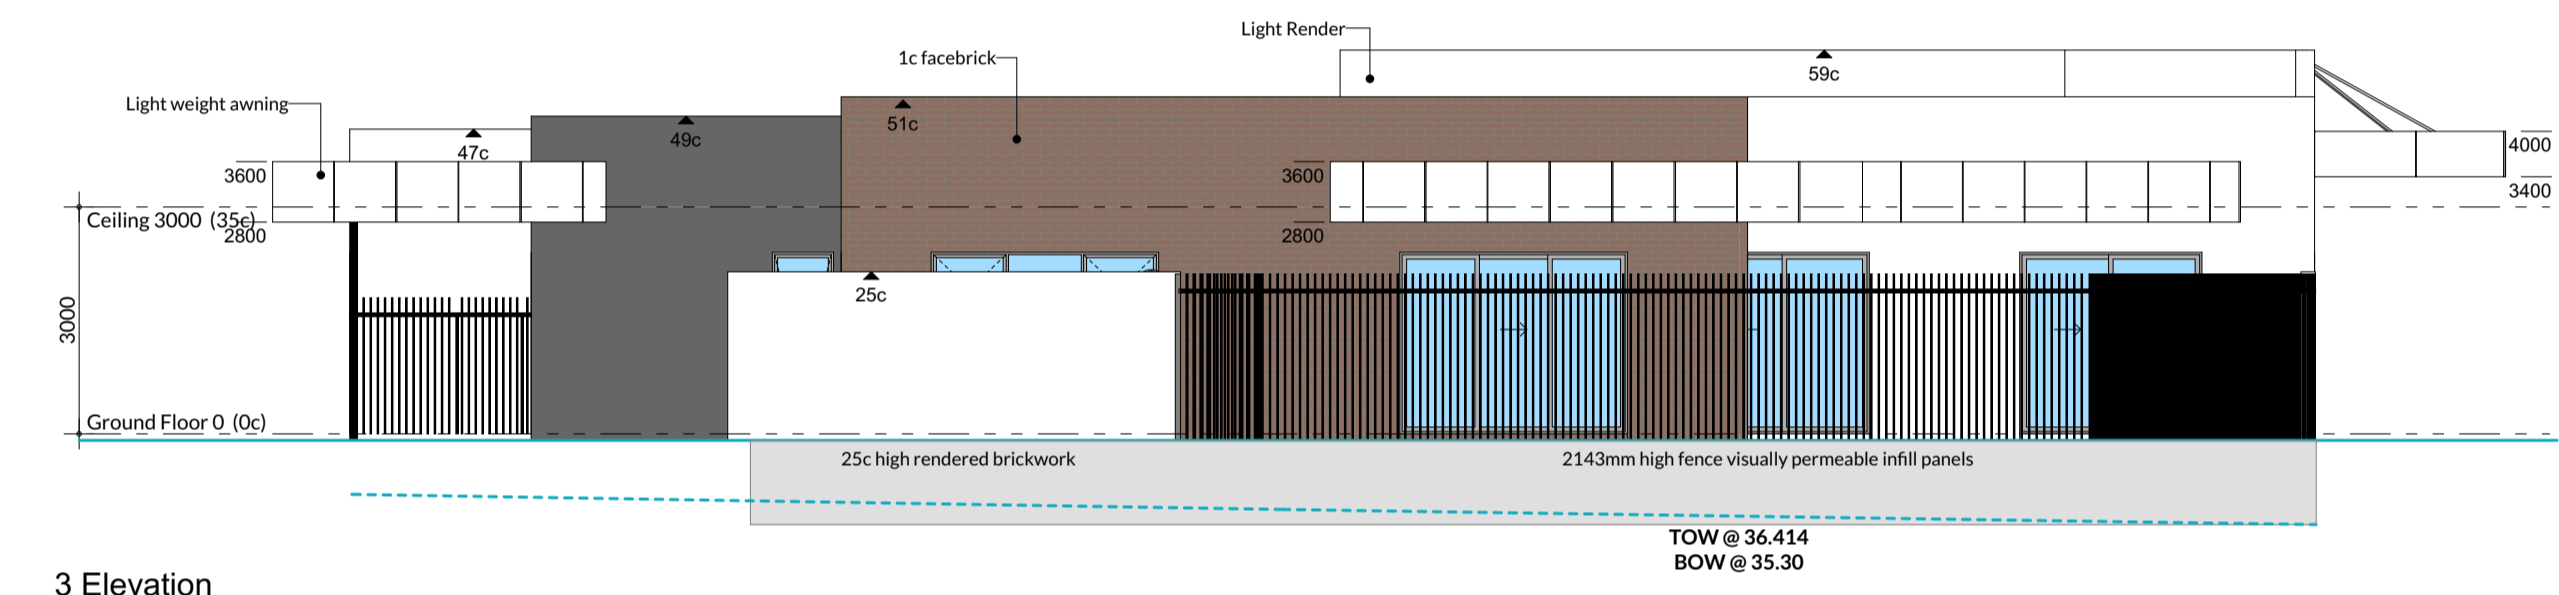 Light Render
1c facebrick
59c
Light weight awning
51c
49c
47c
4000
3600
3600
3400
Ceiling 3000 (35c)
2800
2800
25c
3000
Ground Floor 0 (0c)
25c high rendered brickwork
2143mm high fence visually permeable infill panels
TOW @ 36.414
BOW @ 35.30
3 Elevation